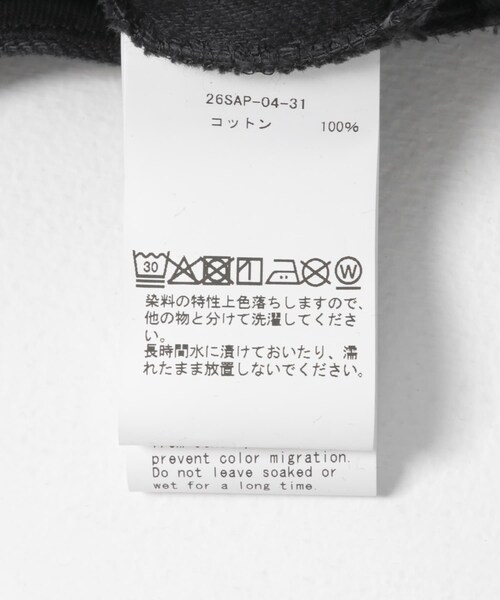 26SAP-04-31
コットン 100%
30 W
染料の特性上色落ちしますので、
他の物と分けて洗濯してくださ
い。
長時間水に漬けておいたり、濡
れたまま放置しないでください。
prevent color migration.
Do not leave soaked or
wet for a long time.